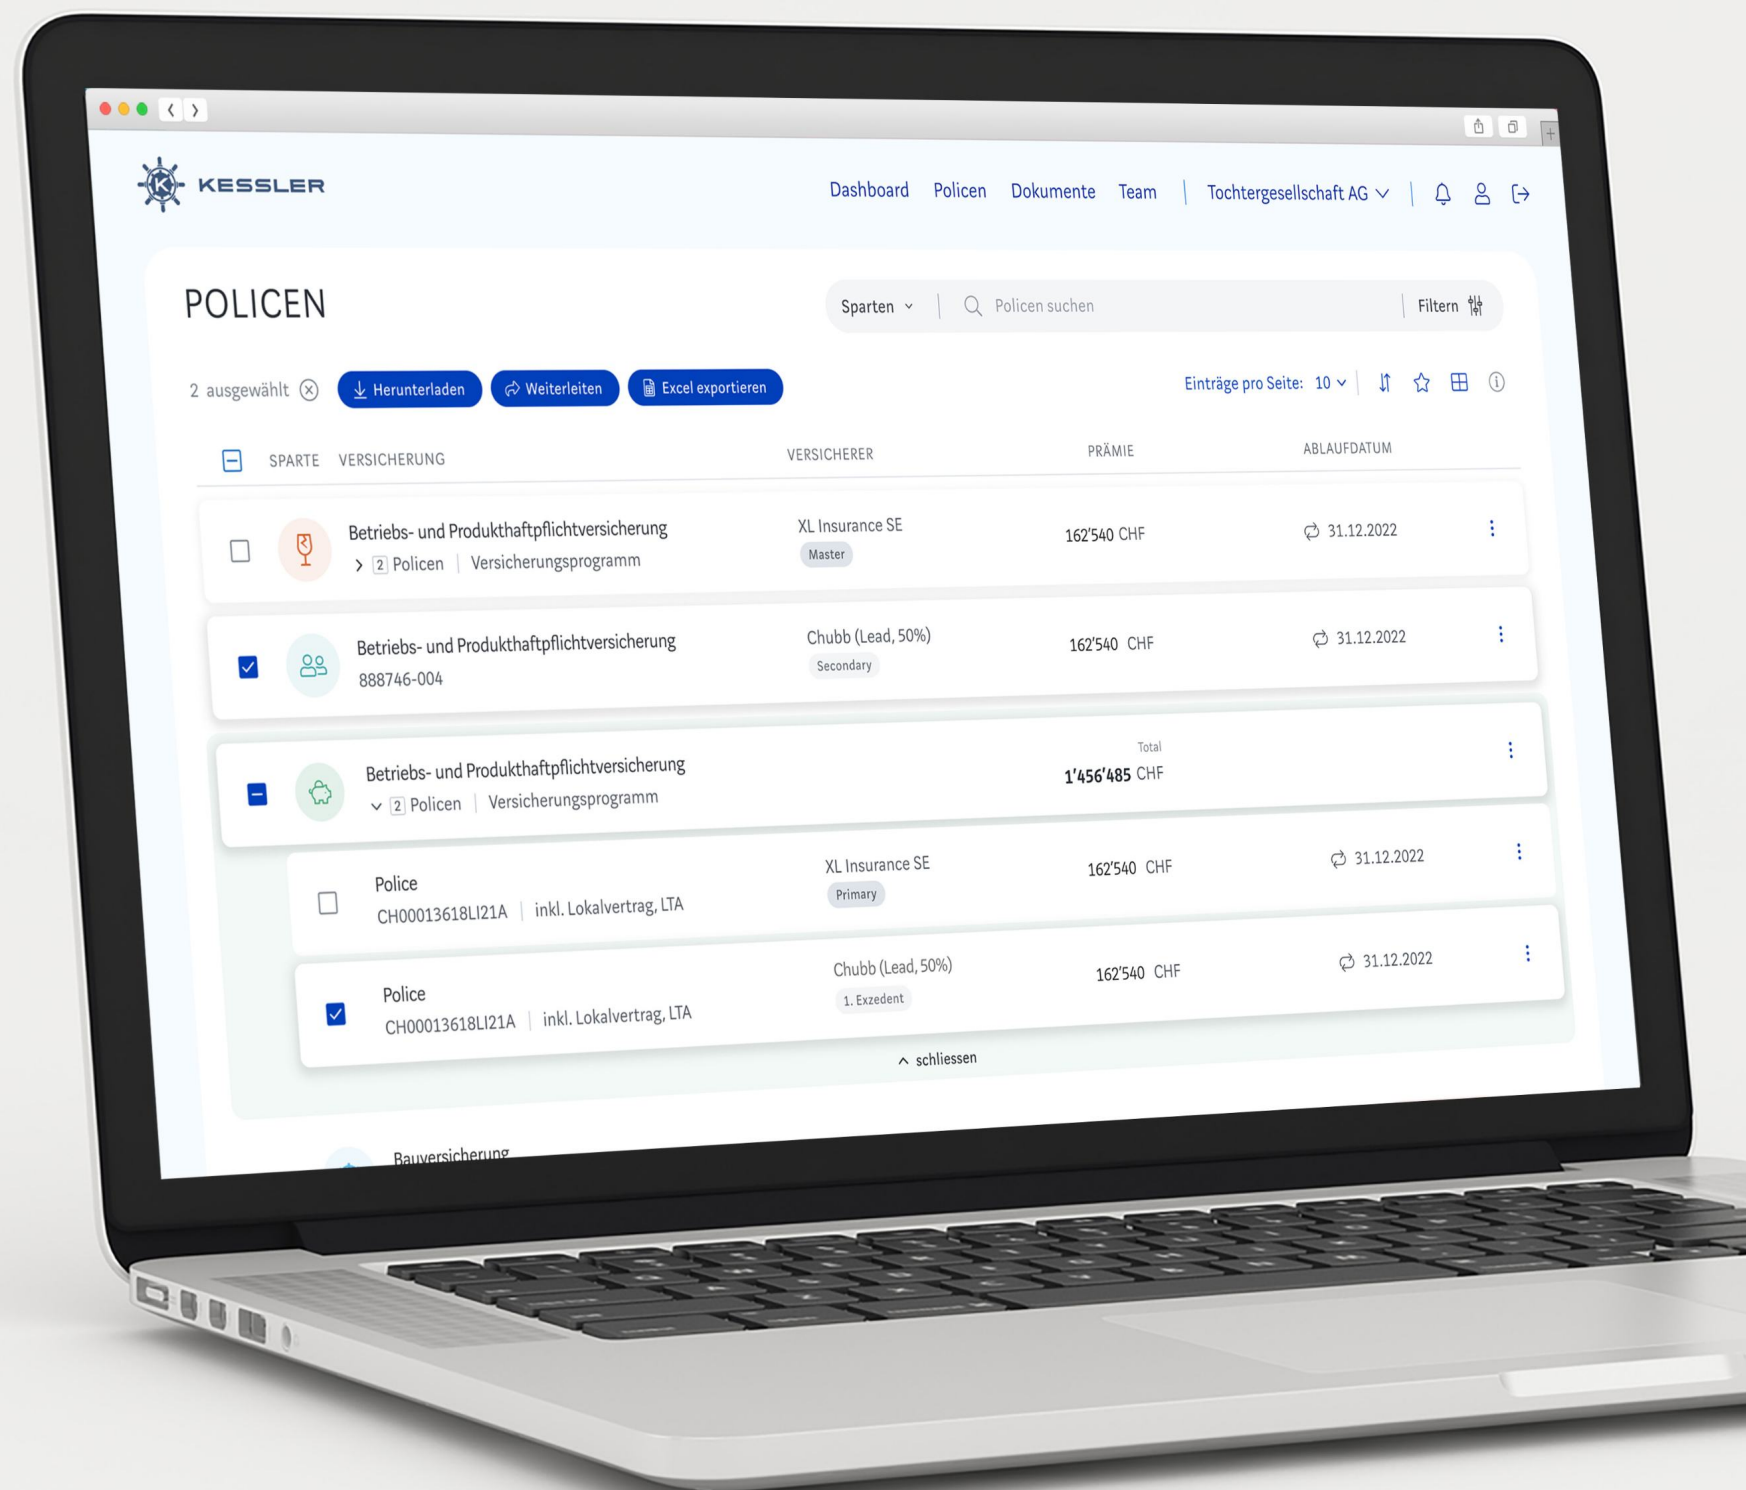 KESSLER
Dashboard Policen Dokumente Team Tochtergesellschaft AG
POLICEN
Sparten Policen suchen Filtern
2 ausgewählt Herunterladen Weiterleiten Excel exportieren
Einträge pro Seite: 10
SPARTE VERSICHERUNG VERSICHERER PRÄMIE ABLAUFDATUM
Betriebs- und Produkthaftpflichtversicherung XL Insurance SE 162'540 CHF 31.12.2022
2 Policen Versicherungsprogramm Master
Betriebs- und Produkthaftpflichtversicherung Chubb (Lead, 50%) 162'540 CHF 31.12.2022
888746-004 Secondary
Total
Betriebs- und Produkthaftpflichtversicherung 1'456'485 CHF
2 Policen Versicherungsprogramm
Police XL Insurance SE 162'540 CHF 31.12.2022
CH00013618LI21A inkl. Lokalvertrag, LTA Primary
Police Chubb (Lead, 50%) 162'540 CHF 31.12.2022
CH00013618LI21A inkl. Lokalvertrag, LTA 1. Exzedent
schliessen
Bauversicherung